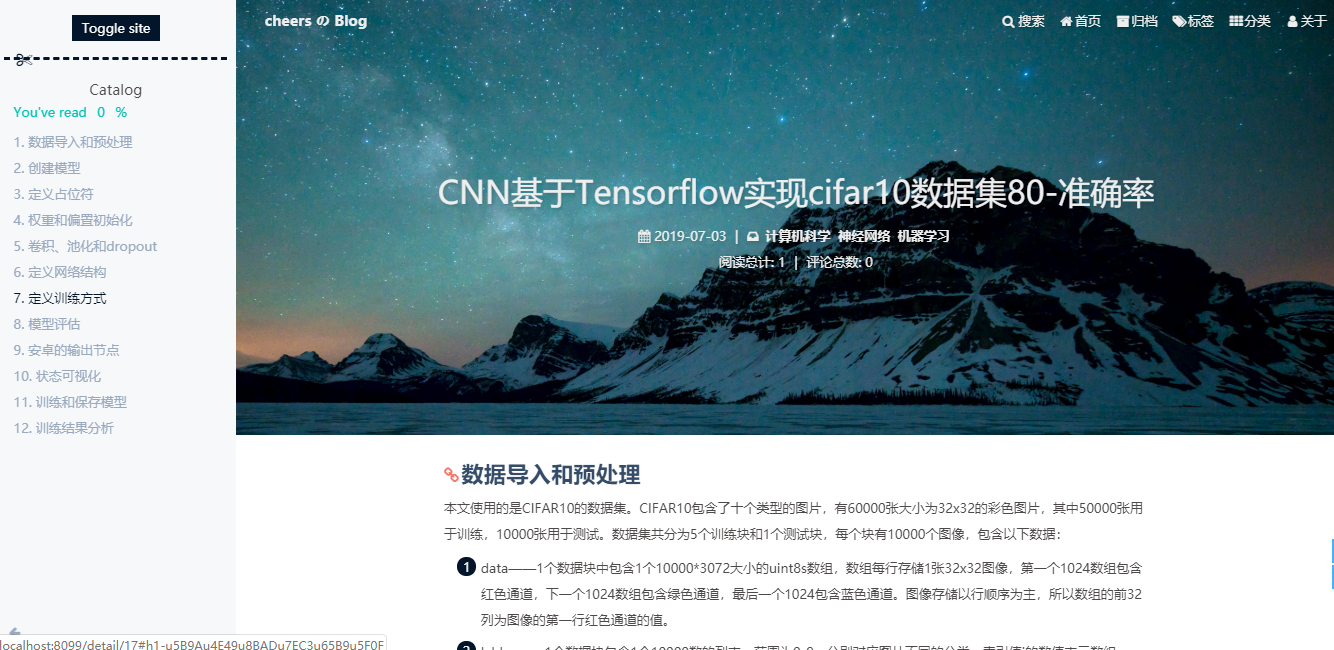 Toggle site
Catalog
You've read 0 %
1. 数据导入和预处理
2. 创建模型
3. 定义占位符
4. 权重和偏置初始化
5. 卷积、池化和dropout
6. 定义网络结构
7. 定义训练方式
8. 模型评估
9. 安卓的输出节点
10. 状态可视化
11. 训练和保存模型
12. 训练结果分析
cheers の Blog
搜索 首页 归档 标签 分类 关于
CNN基于Tensorflow实现cifar10数据集80-准确率
2019-07-03 | 计算机科学 神经网络 机器学习
阅读总计: 1 | 评论总数: 0
数据导入和预处理
本文使用的是CIFAR10的数据集。CIFAR10包含了十个类型的图片，有60000张大小为32x32的彩色图片，其中50000张用
于训练，10000张用于测试。数据集共分为5个训练块和1个测试块，每个块有10000个图像，包含以下数据：
1 data——1个数据块中包含1个10000*3072大小的uint8s数组，数组每行存储1张32x32图像，第一个1024数组包含
红色通道，下一个1024数组包含绿色通道，最后一个1024包含蓝色通道。图像存储以行顺序为主，所以数组的前32
列为图像的第一行红色通道的值。
localhost:8099/detail/17#h1-u5B9Au4E49u8BADu7EC3u65B9u5F0F